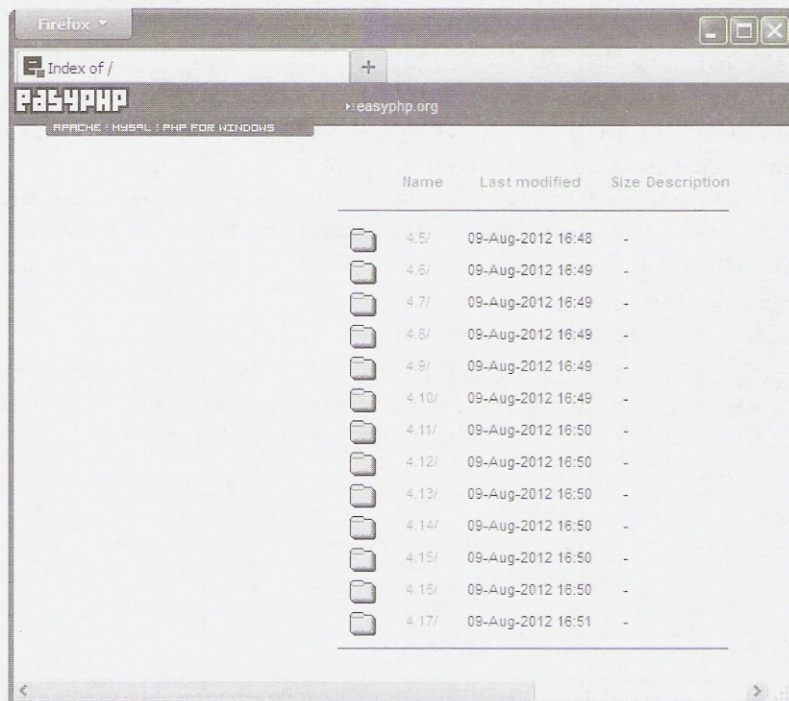 Firefox
Index of /
easyphp
easyphp.org
APACHE : MYSQL : PHP FOR WINDOWS
Name Last modified Size Description
4.5/ 09-Aug-2012 16:48 -
4.6/ 09-Aug-2012 16:49 -
4.7/ 09-Aug-2012 16:49 -
4.8/ 09-Aug-2012 16:49 -
4.9/ 09-Aug-2012 16:49 -
4.10/ 09-Aug-2012 16:49 -
4.11/ 09-Aug-2012 16:50 -
4.12/ 09-Aug-2012 16:50 -
4.13/ 09-Aug-2012 16:50 -
4.14/ 09-Aug-2012 16:50 -
4.15/ 09-Aug-2012 16:50 -
4.16/ 09-Aug-2012 16:50 -
4.17/ 09-Aug-2012 16:51 -